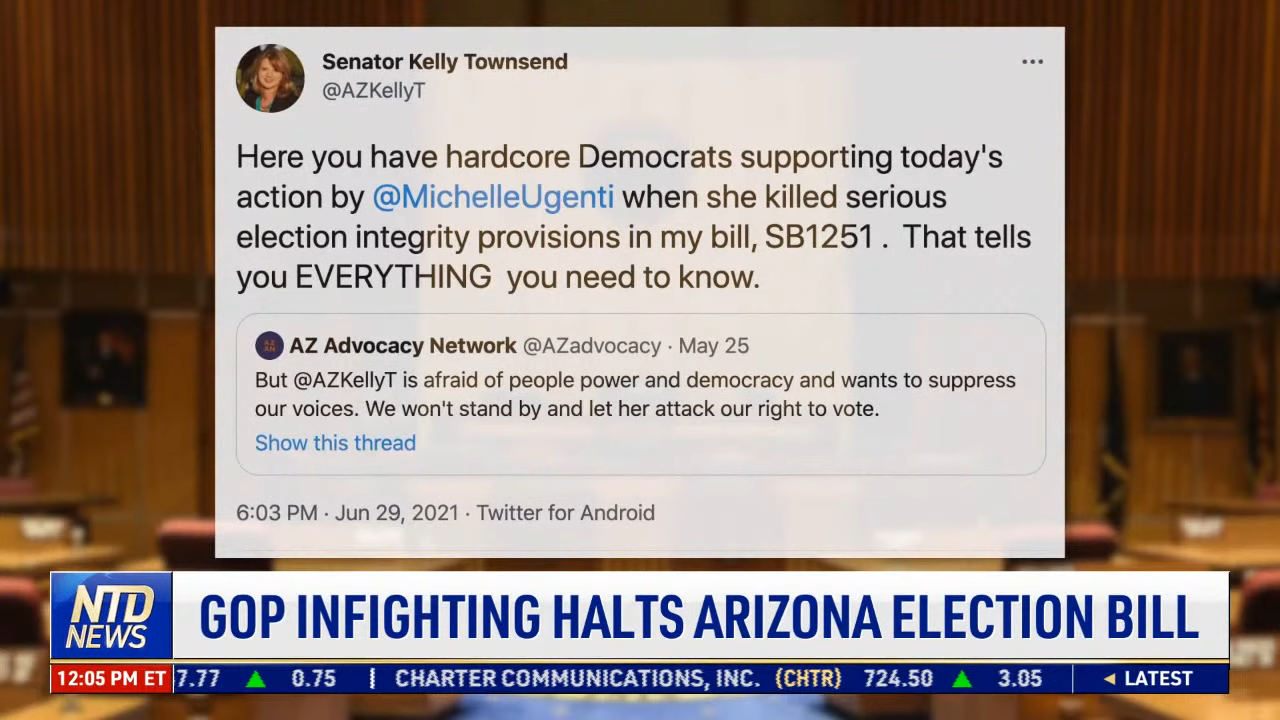 Senator Kelly Townsend
@AZKellyT
Here you have hardcore Democrats supporting today's
action by @MichelleUgenti when she killed serious
election integrity provisions in my bill, SB1251 .  That tells
you EVERYTHING  you need to know.
AZ Advocacy Network @AZadvocacy · May 25
But @AZKellyT is afraid of people power and democracy and wants to suppress
our voices. We won't stand by and let her attack our right to vote.
Show this thread
6:03 PM · Jun 29, 2021 · Twitter for Android
NTD
NEWS
GOP INFIGHTING HALTS ARIZONA ELECTION BILL
12:05 PM ET 7.77 ▲ 0.75 CHARTER COMMUNICATIONS, INC. (CHTR) 724.50 ▲ 3.05 ◄ LATEST